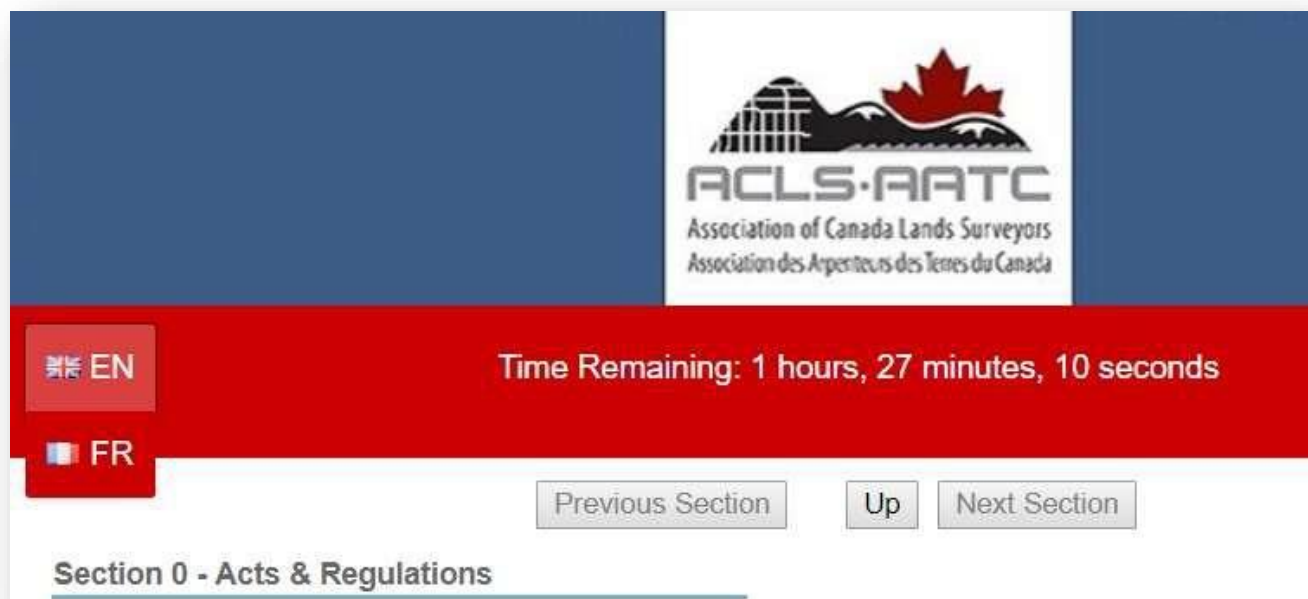 ACLS·AATC
Association of Canada Lands Surveyors
Association des Arpenteurs des Terres du Canada
EN
Time Remaining: 1 hours, 27 minutes, 10 seconds
FR
Previous Section Up Next Section
Section 0 - Acts & Regulations